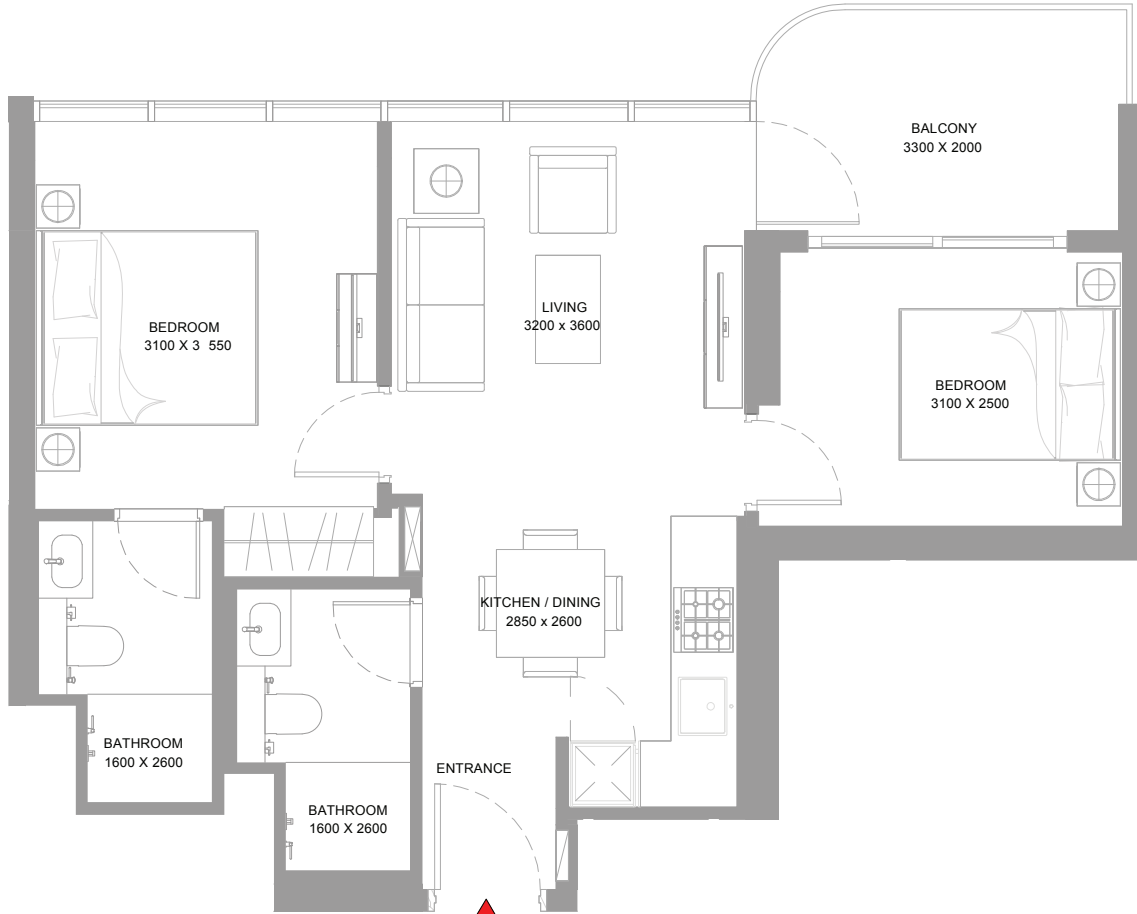 BALCONY
3300 X 2000
LIVING
3200 x 3600
BEDROOM
3100 X 3 550
BEDROOM
3100 X 2500
KITCHEN / DINING
2850 x 2600
BATHROOM
1600 X 2600
ENTRANCE
BATHROOM
1600 X 2600